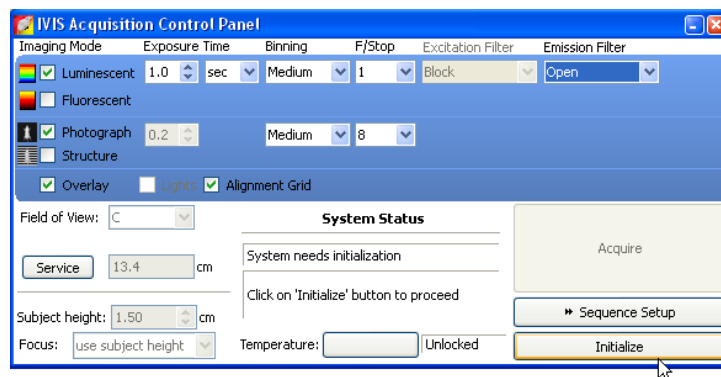 IVIS Acquisition Control Panel
Imaging Mode Exposure Time Binning F/Stop Excitation Filter Emission Filter
Luminescent 1.0 sec Medium 1 Block Open
Fluorescent
Photograph 0.2 Medium 8
Structure
Overlay Lights Alignment Grid
Field of View: C System Status
System needs initialization Acquire
Service 13.4 cm
Click on 'Initialize' button to proceed
Subject height: 1.50 cm Sequence Setup
Focus: use subject height Temperature: Unlocked Initialize